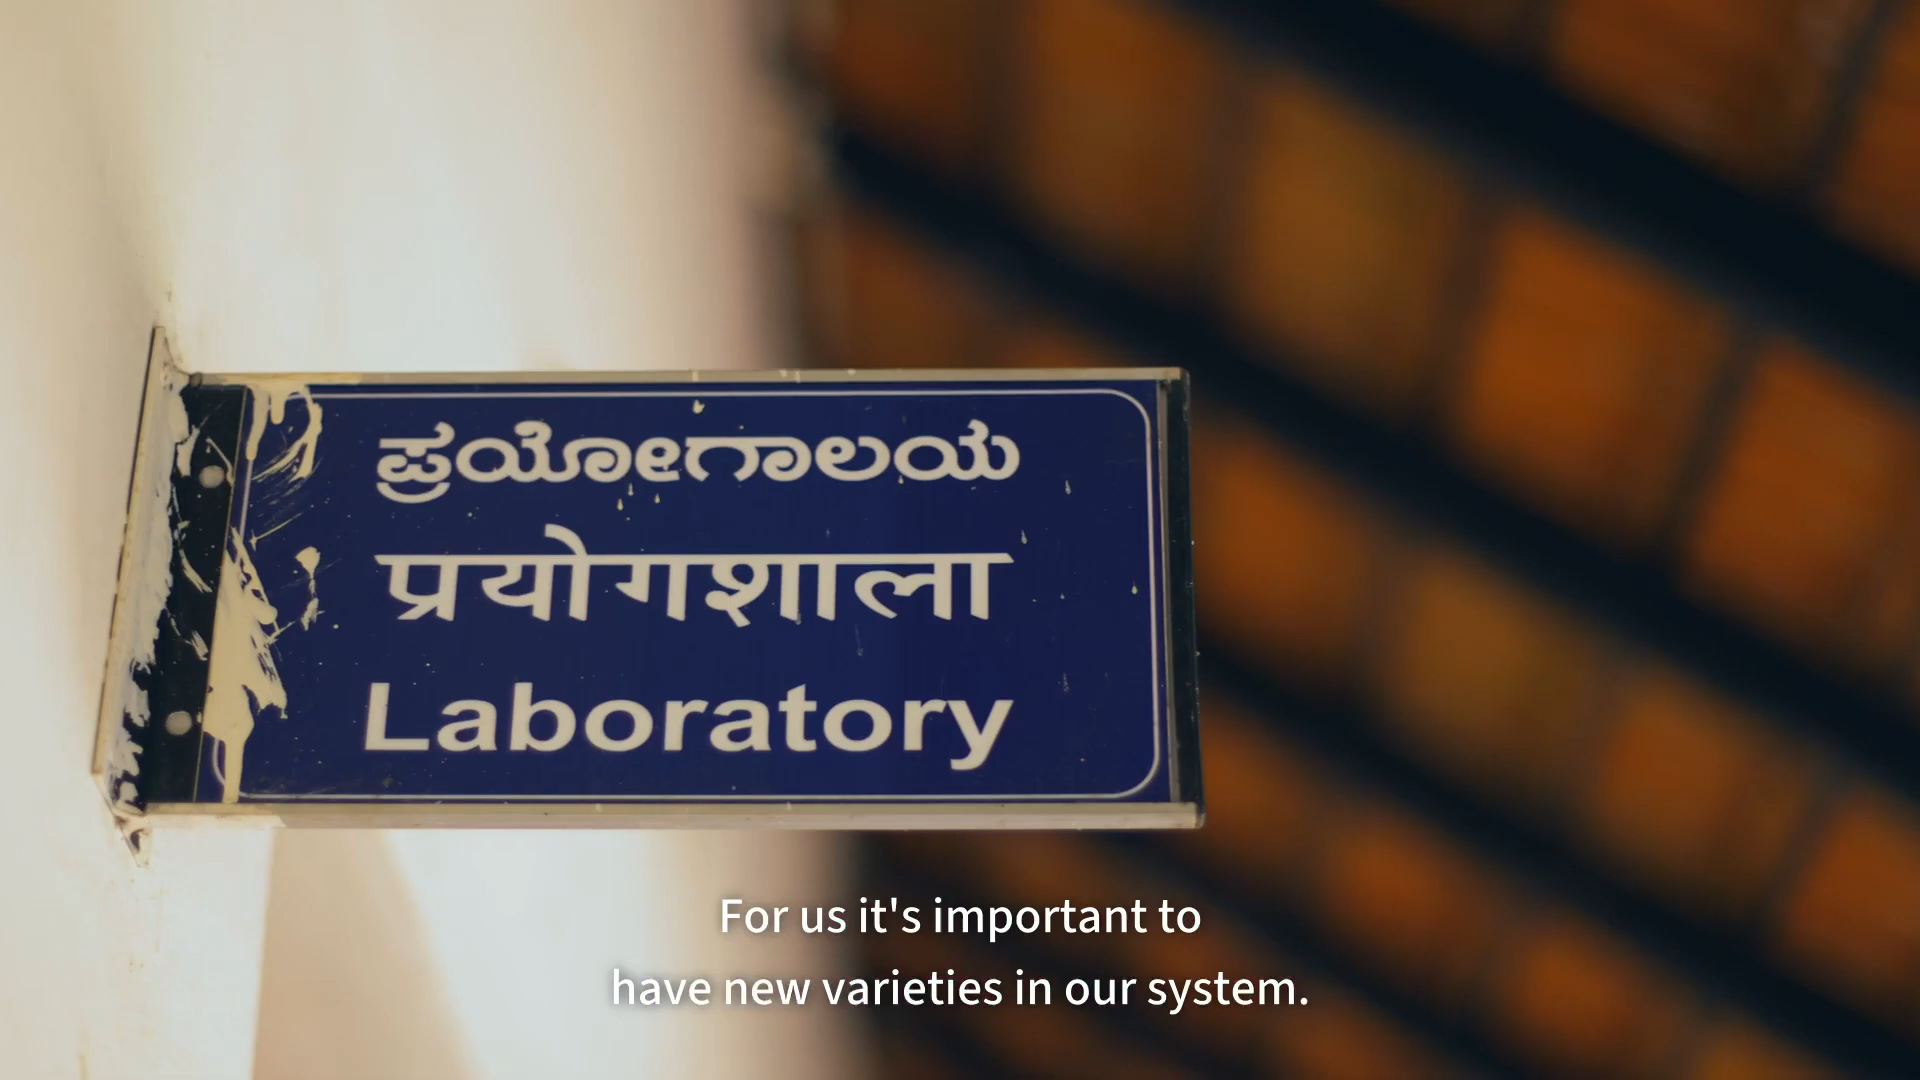 ಪ್ರಯೋಗಾಲಯ
प्रयोगशाला
Laboratory
For us it's important to
have new varieties in our system.